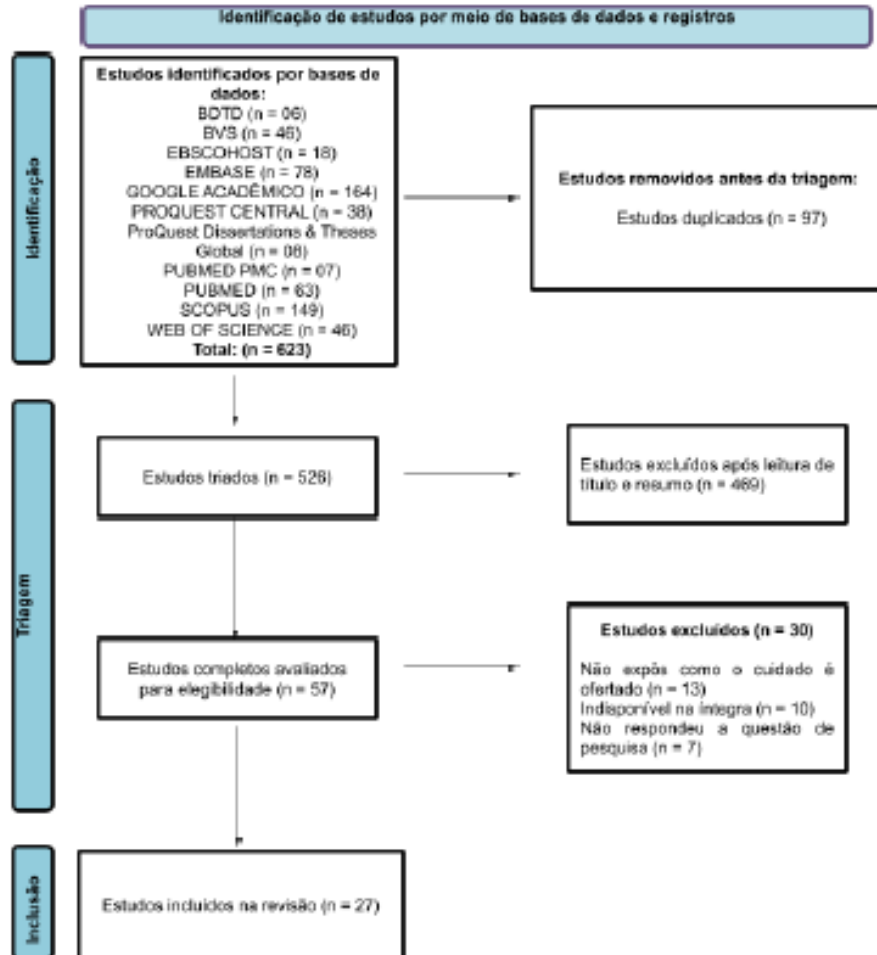 Identificação de estudos por meio de bases de dados e registros
Identificação
Estudos identificados por bases de
dados:
BDTD (n = 06)
BVS (n = 46)
EBSCOHOST (n = 18)
EMBASE (n = 78)
GOOGLE ACADÊMICO (n = 164)
PROQUEST CENTRAL (n = 38)
ProQuest Dissertations & Theses
Global (n = 08)
PUBMED PMC (n = 07)
PUBMED (n = 63)
SCOPUS (n = 149)
WEB OF SCIENCE (n = 46)
Total: (n = 623)
Estudos removidos antes da triagem:
Estudos duplicados (n = 97)
Triagem
Estudos triados (n = 526)
Estudos excluídos após leitura de
título e resumo (n = 469)
Estudos completos avaliados
para elegibilidade (n = 57)
Estudos excluídos (n = 30)
Não expôs como o cuidado é
ofertado (n = 13)
Indisponível na íntegra (n = 10)
Não respondeu a questão de
pesquisa (n = 7)
Inclusão
Estudos incluídos na revisão (n = 27)